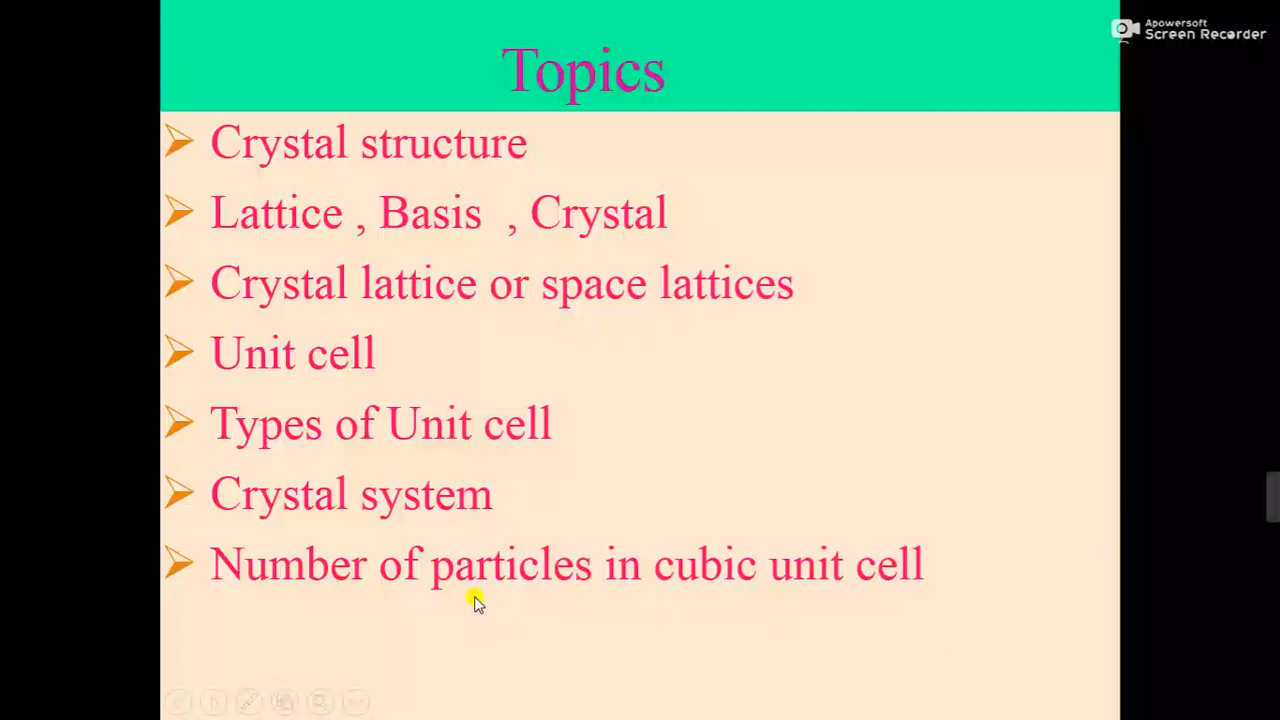 Apowersoft
Screen Recorder
Topics
Crystal structure
Lattice , Basis , Crystal
Crystal lattice or space lattices
Unit cell
Types of Unit cell
Crystal system
Number of particles in cubic unit cell